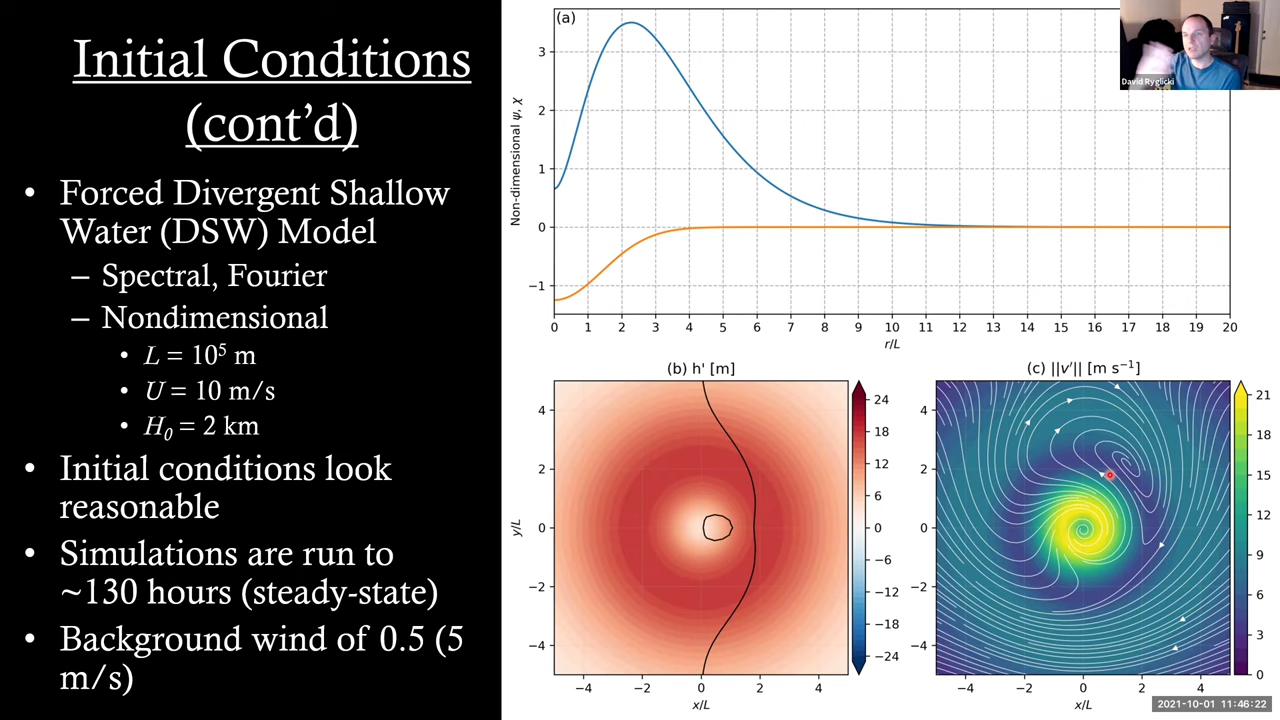 Initial Conditions
(cont’d)
• Forced Divergent Shallow
Water (DSW) Model
– Spectral, Fourier
– Nondimensional
• L = 10⁵ m
• U = 10 m/s
• H₀ = 2 km
• Initial conditions look
reasonable
• Simulations are run to
~130 hours (steady-state)
• Background wind of 0.5 (5
m/s)
(a)
3
2
1
0
−1
Non-dimensional ψ, χ
0 1 2 3 4 5 6 7 8 9 10 11 12 13 14 15 16 17 18 19 20
r/L
David Ryglicki
(b) h' [m]
4
2
0
−2
−4
y/L
−4 −2 0 2 4
x/L
24
18
12
6
0
−6
−12
−18
−24
(c) ||v'|| [m s⁻¹]
4
2
0
−2
−4
−4 −2 0 2 4
x/L
21
18
15
12
9
6
3
0
2021-10-01 11:46:22